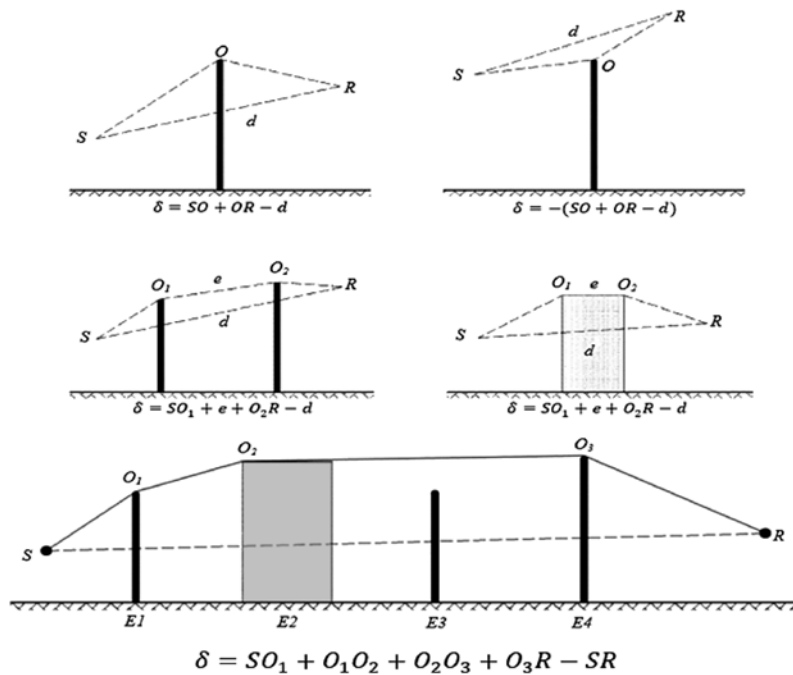 O
S
R
d
δ = SO + OR − d
R
d
S
O
δ = −(SO + OR − d)
O₁
e
O₂
R
S
d
δ = SO₁ + e + O₂R − d
O₁
e
O₂
S
R
d
δ = SO₁ + e + O₂R − d
O₁
O₂
O₃
S
R
E1 E2 E3 E4
δ = SO₁ + O₁O₂ + O₂O₃ + O₃R − SR